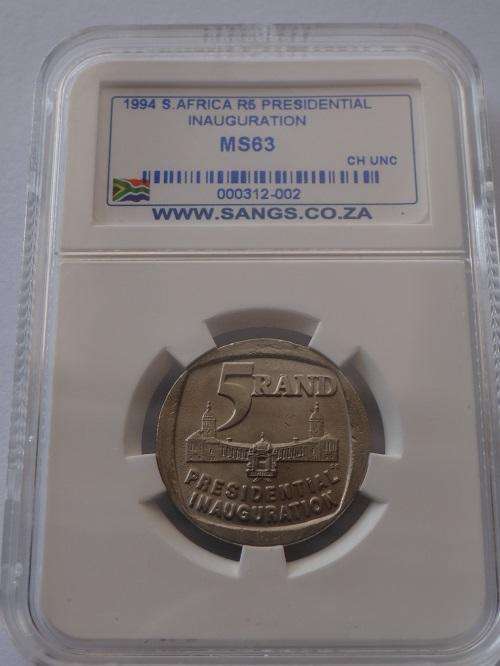 1994 S.AFRICA R5 PRESIDENTIAL
INAUGURATION
MS63
CH UNC
000312-002
WWW.SANGS.CO.ZA
5 RAND
PRESIDENTIAL
INAUGURATION